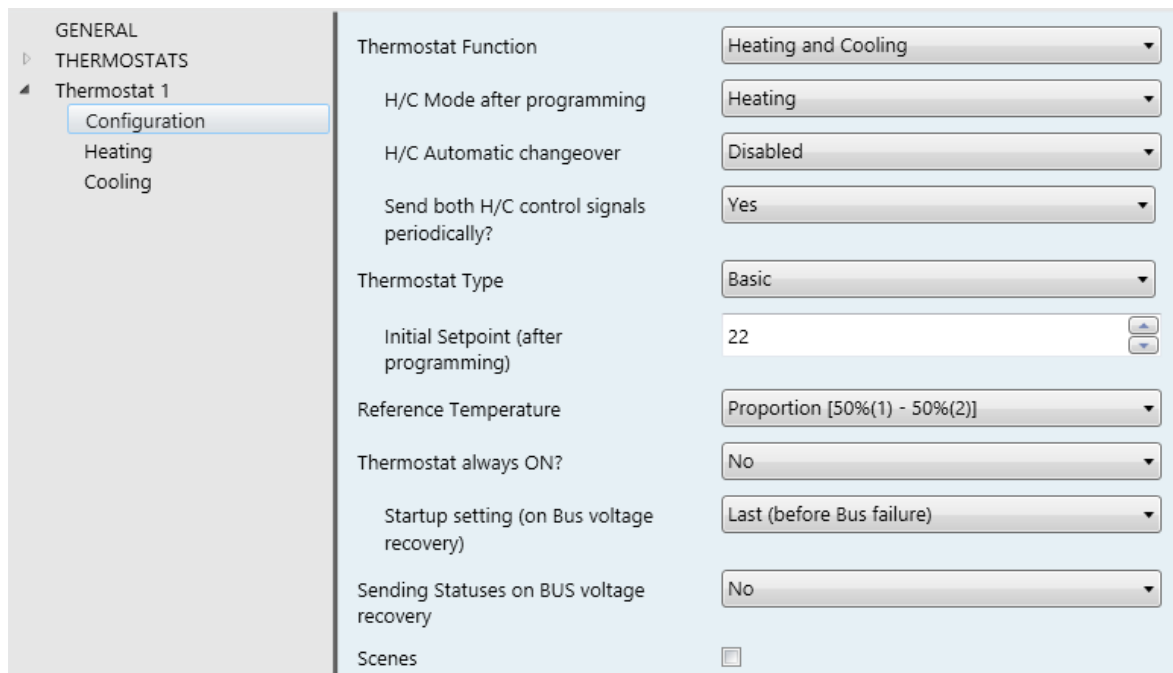 GENERAL
THERMOSTATS
Thermostat 1
Configuration
Heating
Cooling
Thermostat Function
Heating and Cooling
H/C Mode after programming
Heating
H/C Automatic changeover
Disabled
Send both H/C control signals
periodically?
Yes
Thermostat Type
Basic
Initial Setpoint (after
programming)
22
Reference Temperature
Proportion [50%(1) - 50%(2)]
Thermostat always ON?
No
Startup setting (on Bus voltage
recovery)
Last (before Bus failure)
Sending Statuses on BUS voltage
recovery
No
Scenes